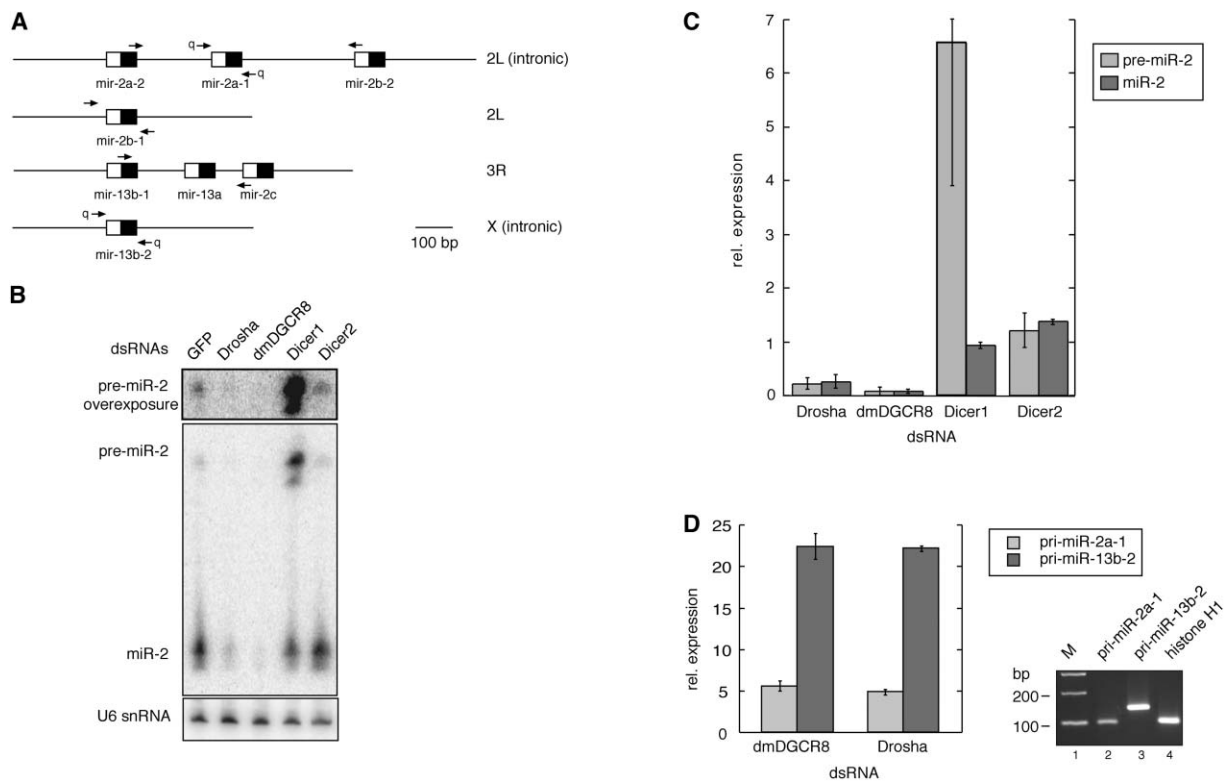 A
q
2L (intronic)
q
mir-2a-2 mir-2a-1 mir-2b-2
2L
mir-2b-1
3R
mir-13b-1 mir-13a mir-2c
q
X (intronic)
q
mir-13b-2
100 bp
B
dsRNAs
GFP
Drosha
dmDGCR8
Dicer1
Dicer2
pre-miR-2
overexposure
pre-miR-2
miR-2
U6 snRNA
C
rel. expression
7
6
5
4
3
2
1
0
Drosha dmDGCR8 Dicer1 Dicer2
dsRNA
pre-miR-2
miR-2
D
rel. expression
25
20
15
10
5
0
dmDGCR8 Drosha
dsRNA
pri-miR-2a-1
pri-miR-13b-2
M
pri-miR-2a-1
pri-miR-13b-2
histone H1
bp
200
100
1 2 3 4